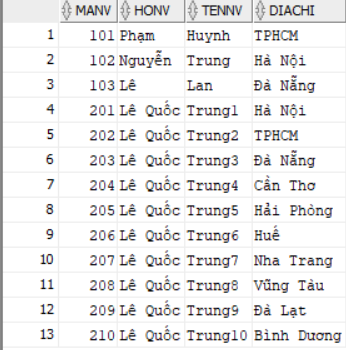 MANV HONV TENNV DIACHI
1 101 Phạm Huynh TPHCM
2 102 Nguyễn Trung Hà Nội
3 103 Lê Lan Đà Nẵng
4 201 Lê Quốc Trung1 Hà Nội
5 202 Lê Quốc Trung2 TPHCM
6 203 Lê Quốc Trung3 Đà Nẵng
7 204 Lê Quốc Trung4 Cần Thơ
8 205 Lê Quốc Trung5 Hải Phòng
9 206 Lê Quốc Trung6 Huế
10 207 Lê Quốc Trung7 Nha Trang
11 208 Lê Quốc Trung8 Vũng Tàu
12 209 Lê Quốc Trung9 Đà Lạt
13 210 Lê Quốc Trung10 Bình Dương